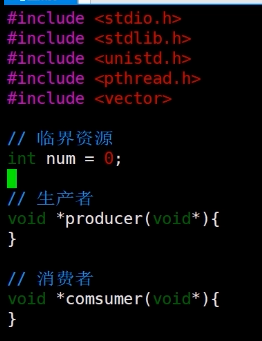 #include <stdio.h>
#include <stdlib.h>
#include <unistd.h>
#include <pthread.h>
#include <vector>
// 临界资源
int num = 0;
// 生产者
void *producer(void*){
}
// 消费者
void *comsumer(void*){
}